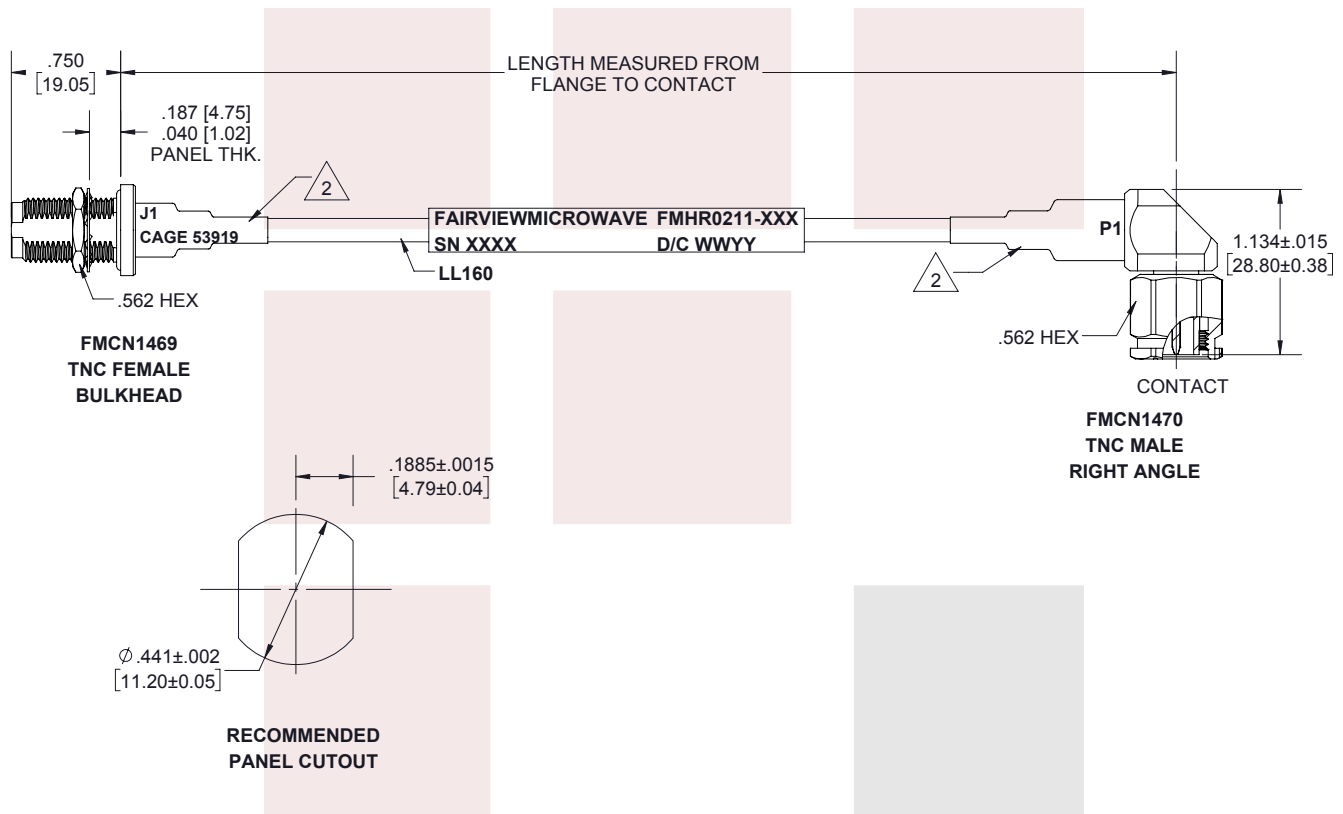 .750
[19.05]
LENGTH MEASURED FROM
FLANGE TO CONTACT
.187 [4.75]
.040 [1.02]
PANEL THK.
2
J1
CAGE 53919
FAIRVIEWMICROWAVE FMHR0211-XXX
SN XXXX D/C WWYY
P1
1.134±.015
[28.80±0.38]
LL160
2
.562 HEX
.562 HEX
FMCN1469
TNC FEMALE
BULKHEAD
CONTACT
FMCN1470
TNC MALE
RIGHT ANGLE
.1885±.0015
[4.79±0.04]
Ø.441±.002
[11.20±0.05]
RECOMMENDED
PANEL CUTOUT